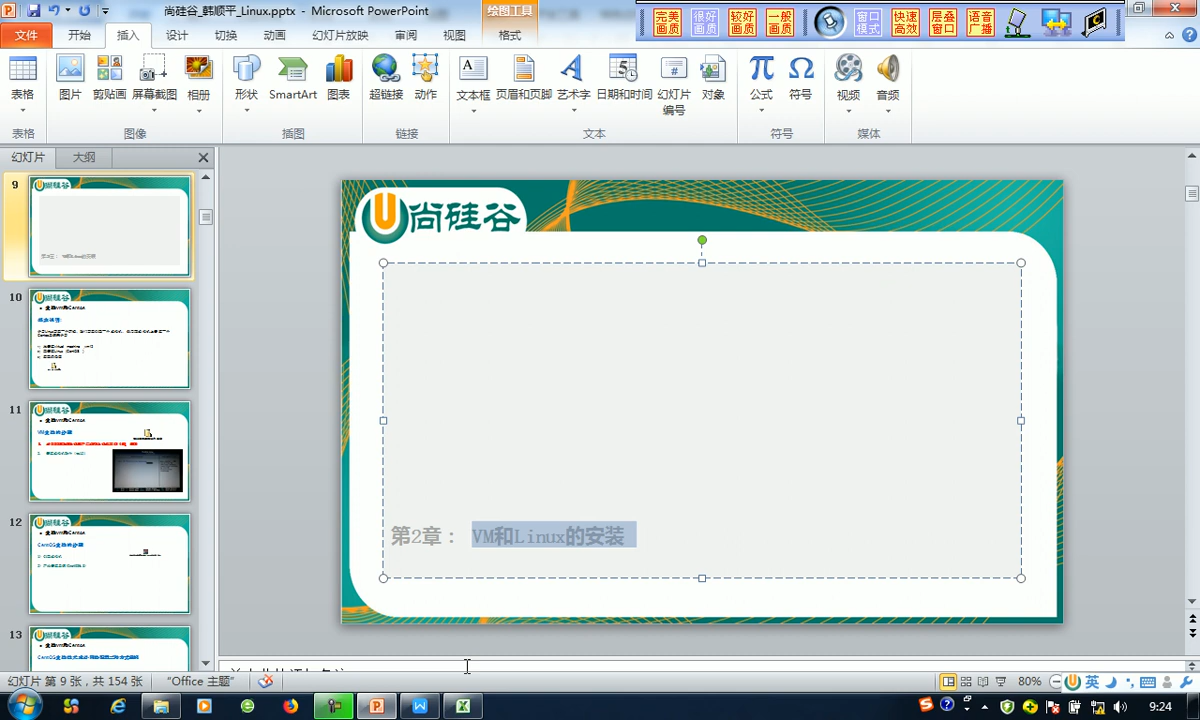 尚硅谷_韩顺平_Linux.pptx - Microsoft PowerPoint
绘图工具
完美画质 很好画质 较好画质 一般画质 窗口模式 快速高效 层叠窗口 语音广播
文件 开始 插入 设计 切换 动画 幻灯片放映 审阅 视图 格式
表格 图片 剪贴画 屏幕截图 相册 形状 SmartArt 图表 超链接 动作 文本框 页眉和页脚 艺术字 日期和时间 幻灯片编号 对象 公式 符号 视频 音频
表格 图像 插图 链接 文本 符号 媒体
幻灯片 大纲
9
10
11
12
13
尚硅谷
第2章： VM和Linux的安装
幻灯片 第 9 张，共 154 张 "Office 主题" 80% 英
9:24